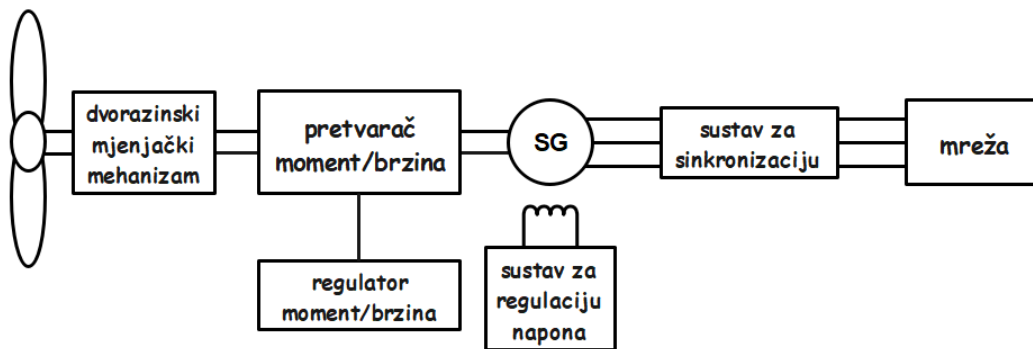 dvorazinski
mjenjački
mehanizam
pretvarač
moment/brzina
SG
sustav za
sinkronizaciju
mreža
regulator
moment/brzina
sustav za
regulaciju
napona